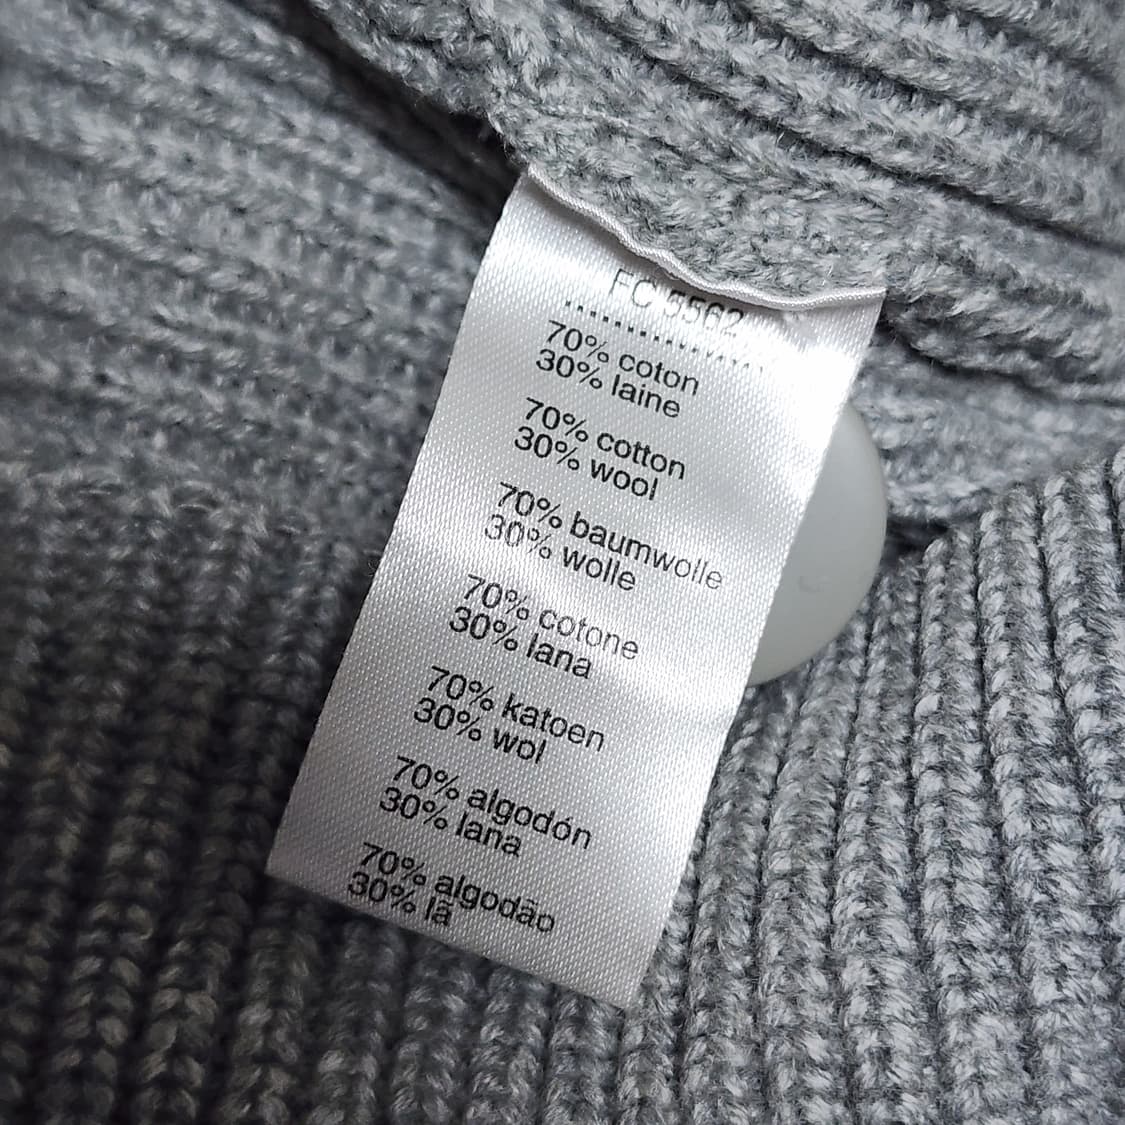 FC 5562
70% coton
30% laine
70% cotton
30% wool
70% baumwolle
30% wolle
70% cotone
30% lana
70% katoen
30% wol
70% algodón
30% lana
70% algodão
30% lã